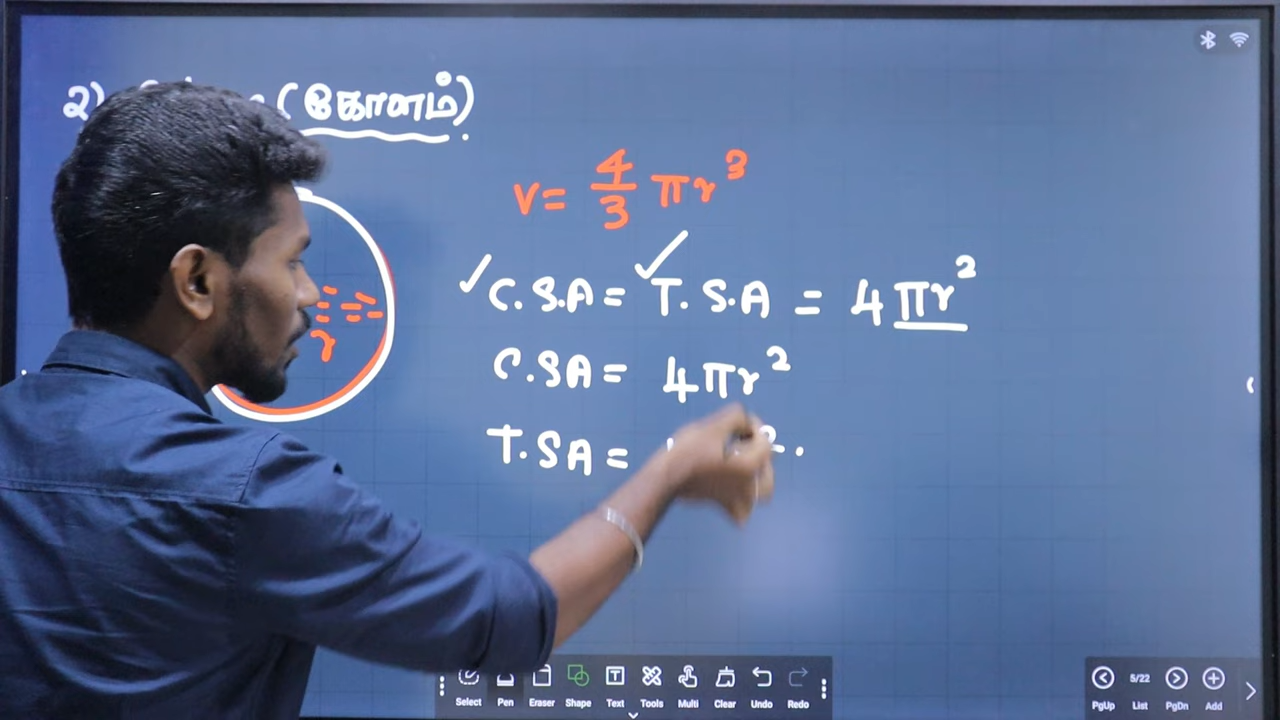 2) (கோளம்).
V= 4/3 πr³
C.S.A = T.S.A = 4πr²
r
C.SA = 4πr²
T.SA =
Select Pen Eraser Shape Text Tools Multi Clear Undo Redo
5/22
PgUp List PgDn Add